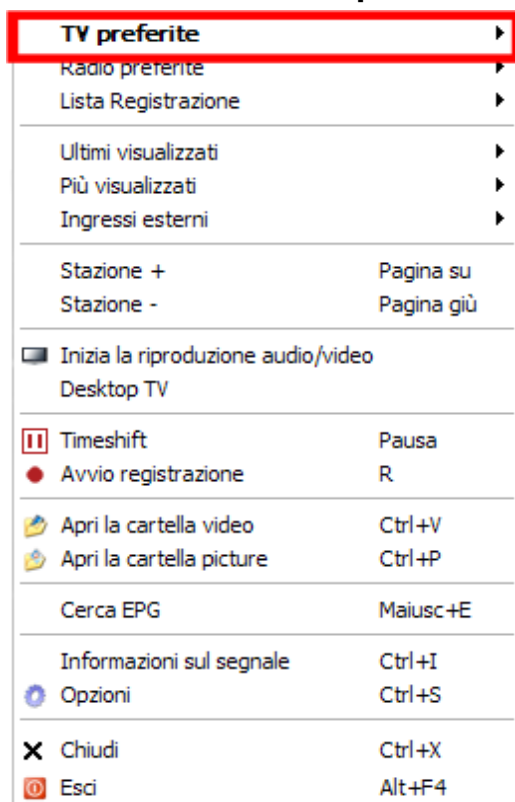 TV preferite
Radio preferite
Lista Registrazione
Ultimi visualizzati
Più visualizzati
Ingressi esterni
Stazione + Pagina su
Stazione - Pagina giù
Inizia la riproduzione audio/video
Desktop TV
Timeshift Pausa
Avvio registrazione R
Apri la cartella video Ctrl+V
Apri la cartella picture Ctrl+P
Cerca EPG Maiusc+E
Informazioni sul segnale Ctrl+I
Opzioni Ctrl+S
Chiudi Ctrl+X
Esci Alt+F4